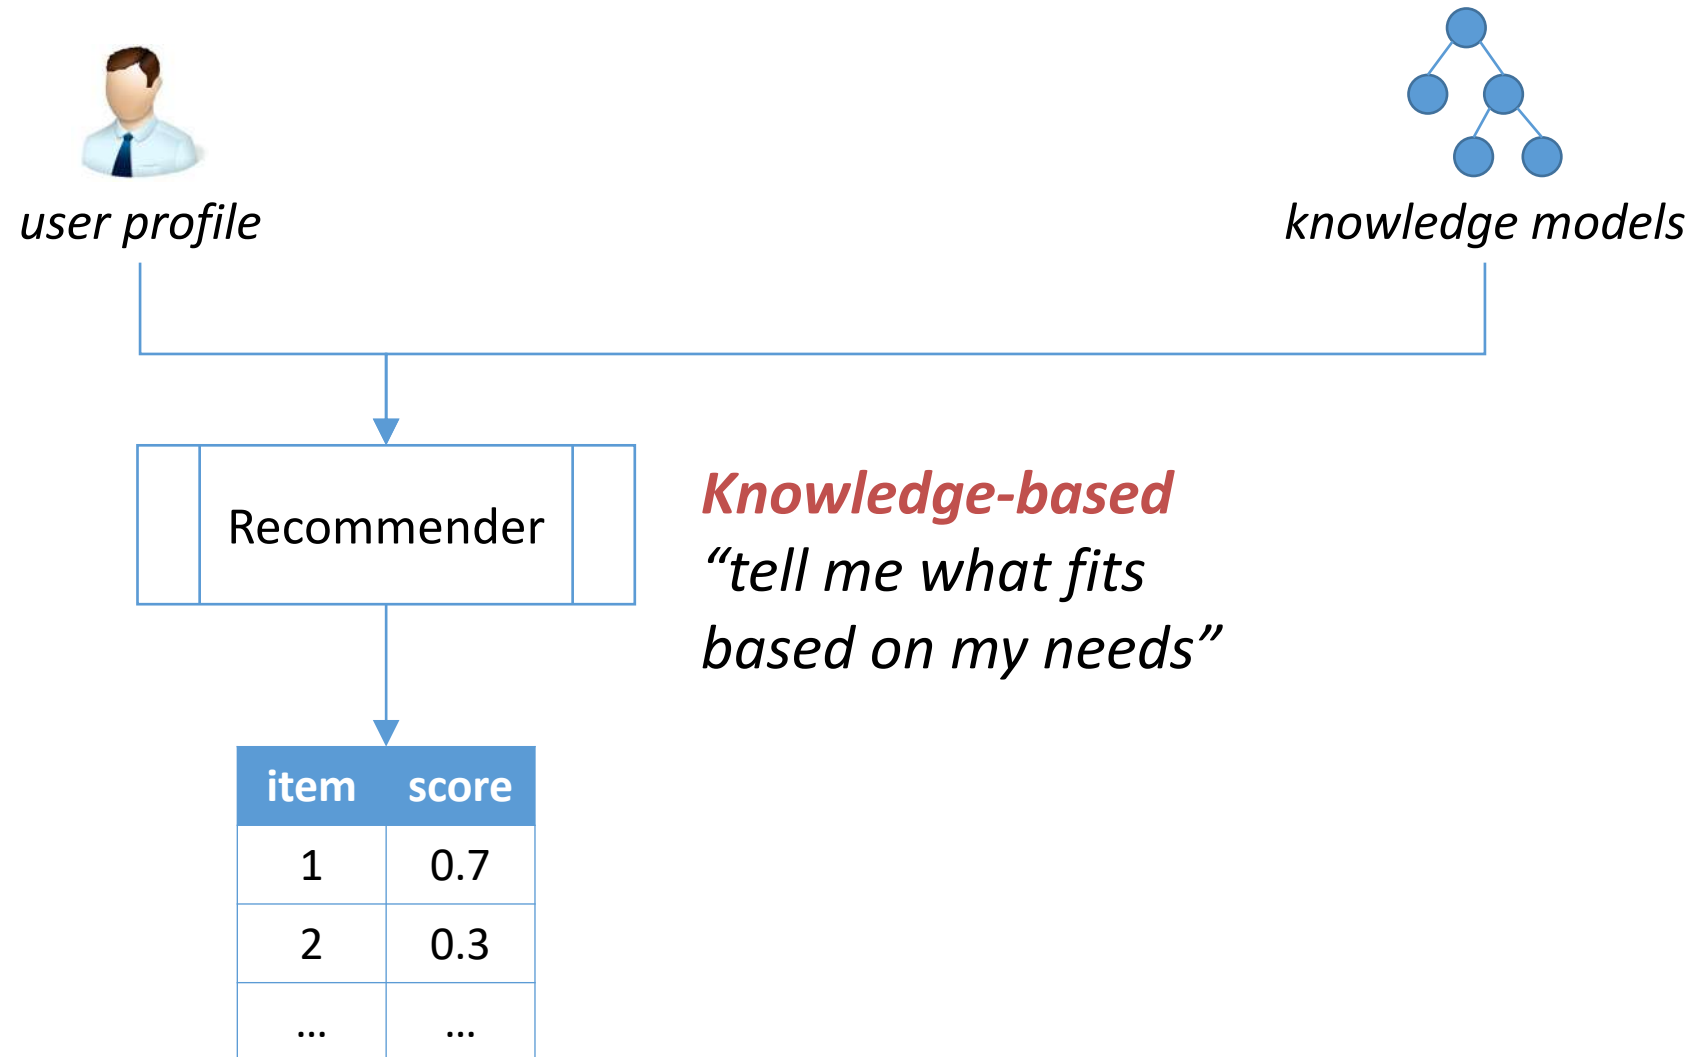 user profile
knowledge models
Recommender
Knowledge-based
“tell me what fits
based on my needs”
item score
1 0.7
2 0.3
... ...